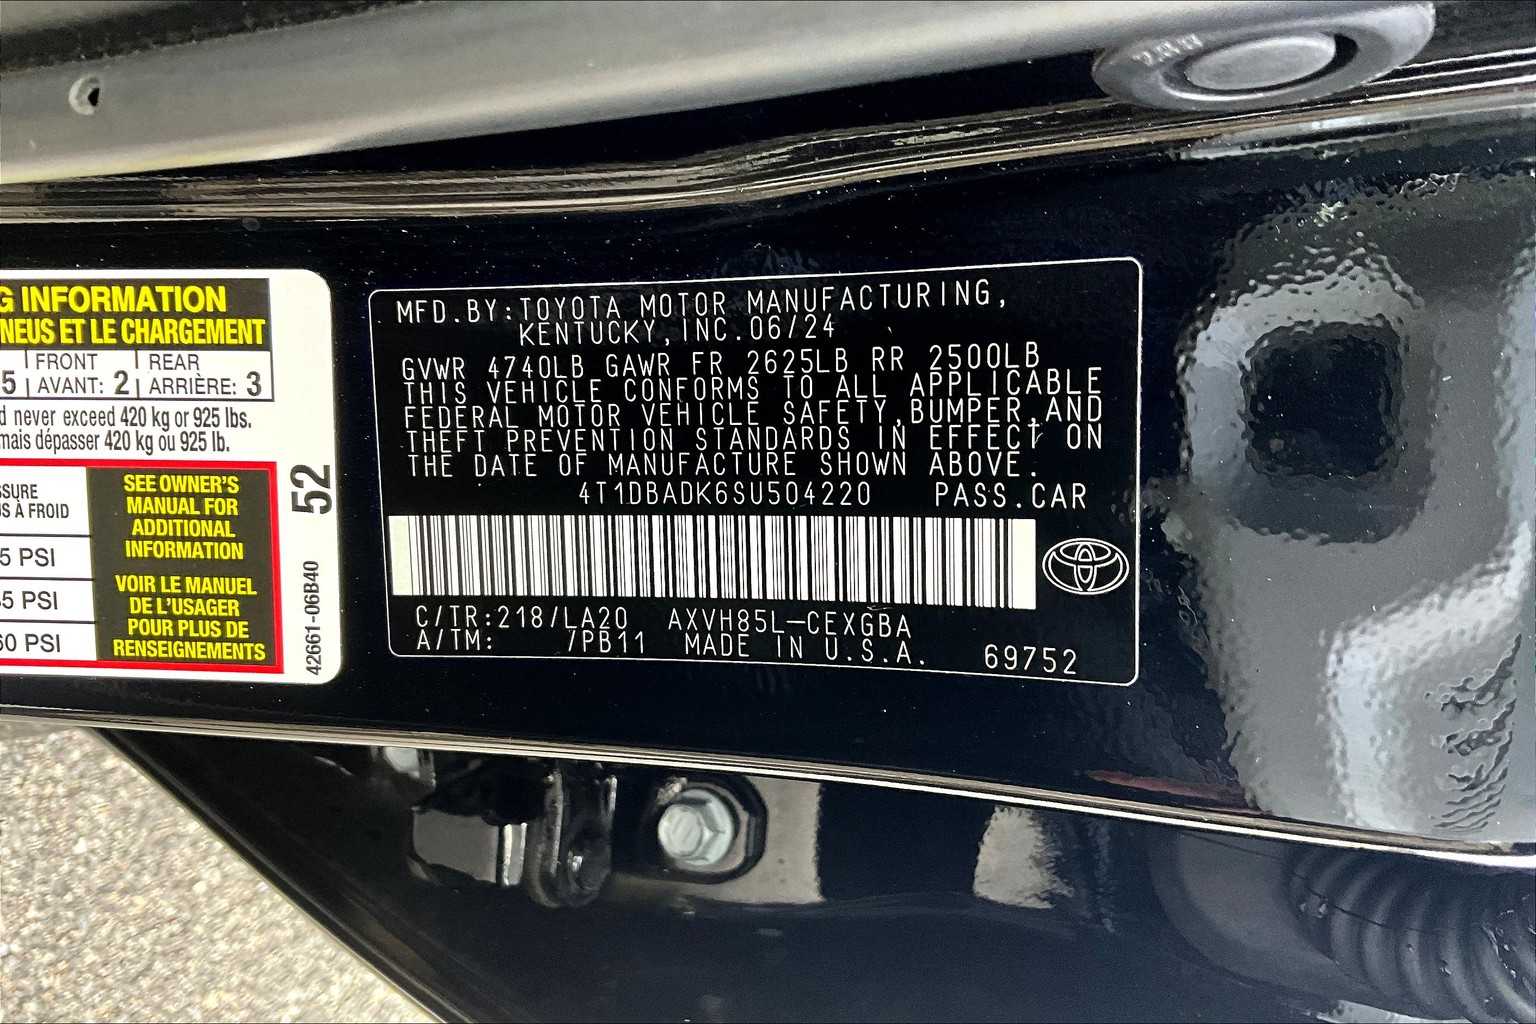 G INFORMATION
NEUS ET LE CHARGEMENT
5 FRONT AVANT: 2 REAR ARRIÈRE: 3
never exceed 420 kg or 925 lbs.
mais dépasser 420 kg ou 925 lb.
SURE
S À FROID
5 PSI
5 PSI
60 PSI
SEE OWNER'S
MANUAL FOR
ADDITIONAL
INFORMATION
VOIR LE MANUEL
DE L'USAGER
POUR PLUS DE
RENSEIGNEMENTS
52
42661-06B40
MFD.BY:TOYOTA MOTOR MANUFACTURING,
KENTUCKY,INC.06/24
GVWR 4740LB GAWR FR 2625LB RR 2500LB
THIS VEHICLE CONFORMS TO ALL APPLICABLE
FEDERAL MOTOR VEHICLE SAFETY,BUMPER,AND
THEFT PREVENTION STANDARDS IN EFFECT ON
THE DATE OF MANUFACTURE SHOWN ABOVE.
4T1DBADK6SU504220 PASS.CAR
C/TR:218/LA20 AXVH85L-CEXGBA
A/TM: 7PB11 MADE IN U.S.A. 69752